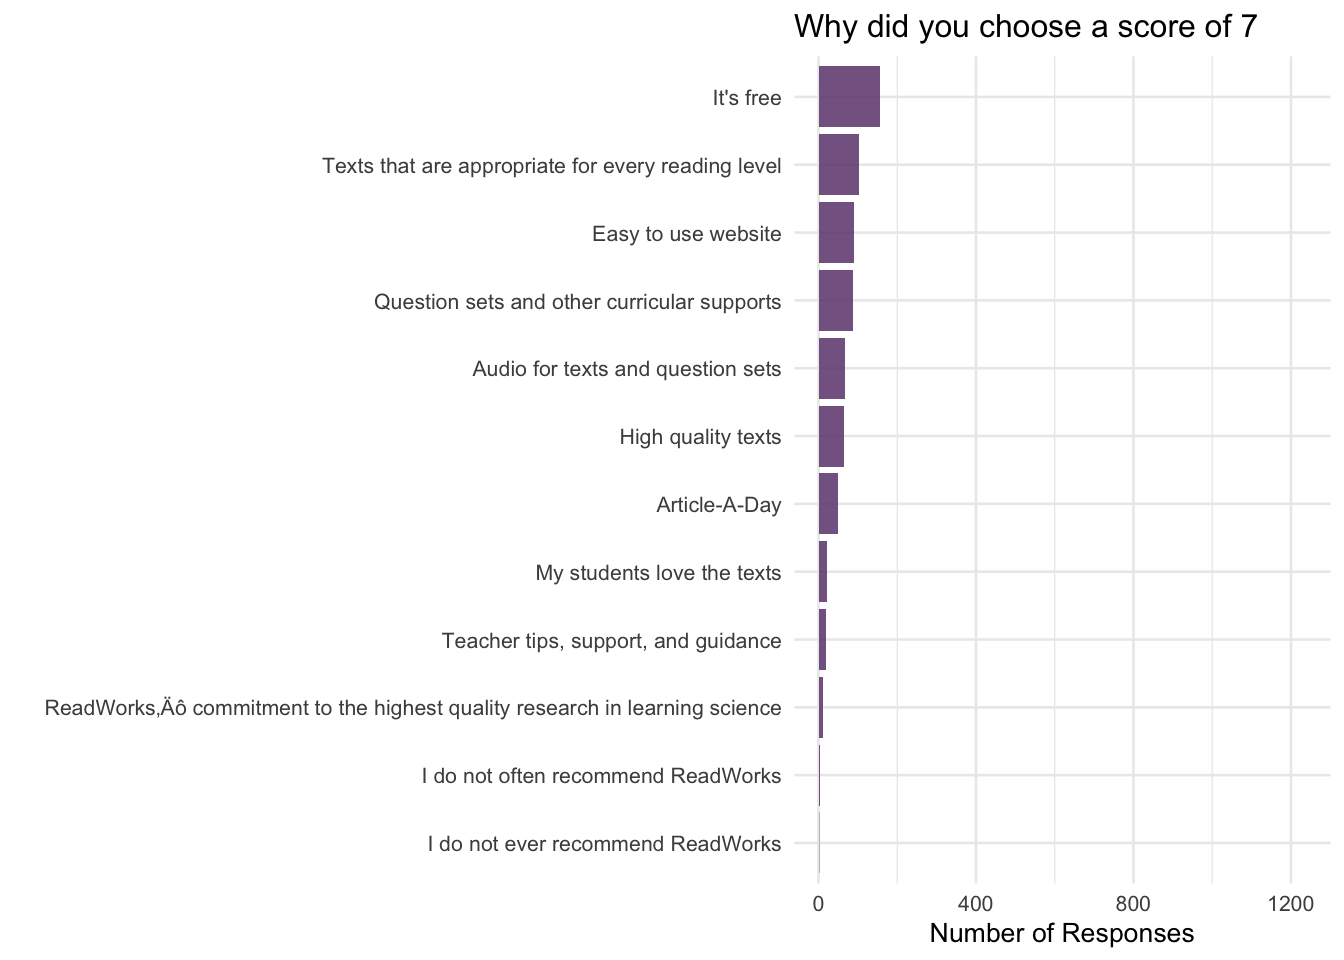 Why did you choose a score of 7
It's free
Texts that are appropriate for every reading level
Easy to use website
Question sets and other curricular supports
Audio for texts and question sets
High quality texts
Article-A-Day
My students love the texts
Teacher tips, support, and guidance
ReadWorks‚Äô commitment to the highest quality research in learning science
I do not often recommend ReadWorks
I do not ever recommend ReadWorks
0 400 800 1200
Number of Responses